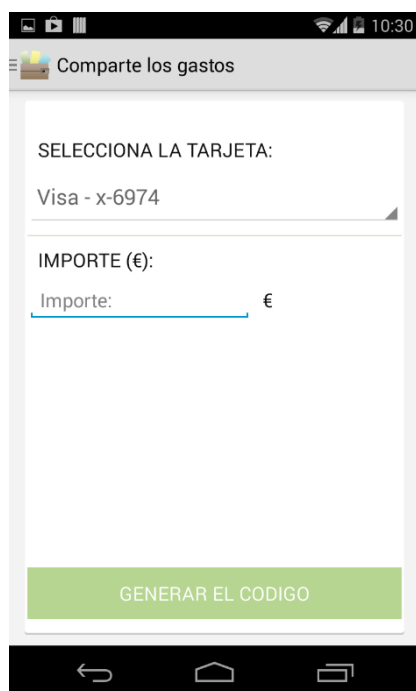 10:30
Comparte los gastos
SELECCIONA LA TARJETA:
Visa - x-6974
IMPORTE (€):
Importe: €
GENERAR EL CODIGO